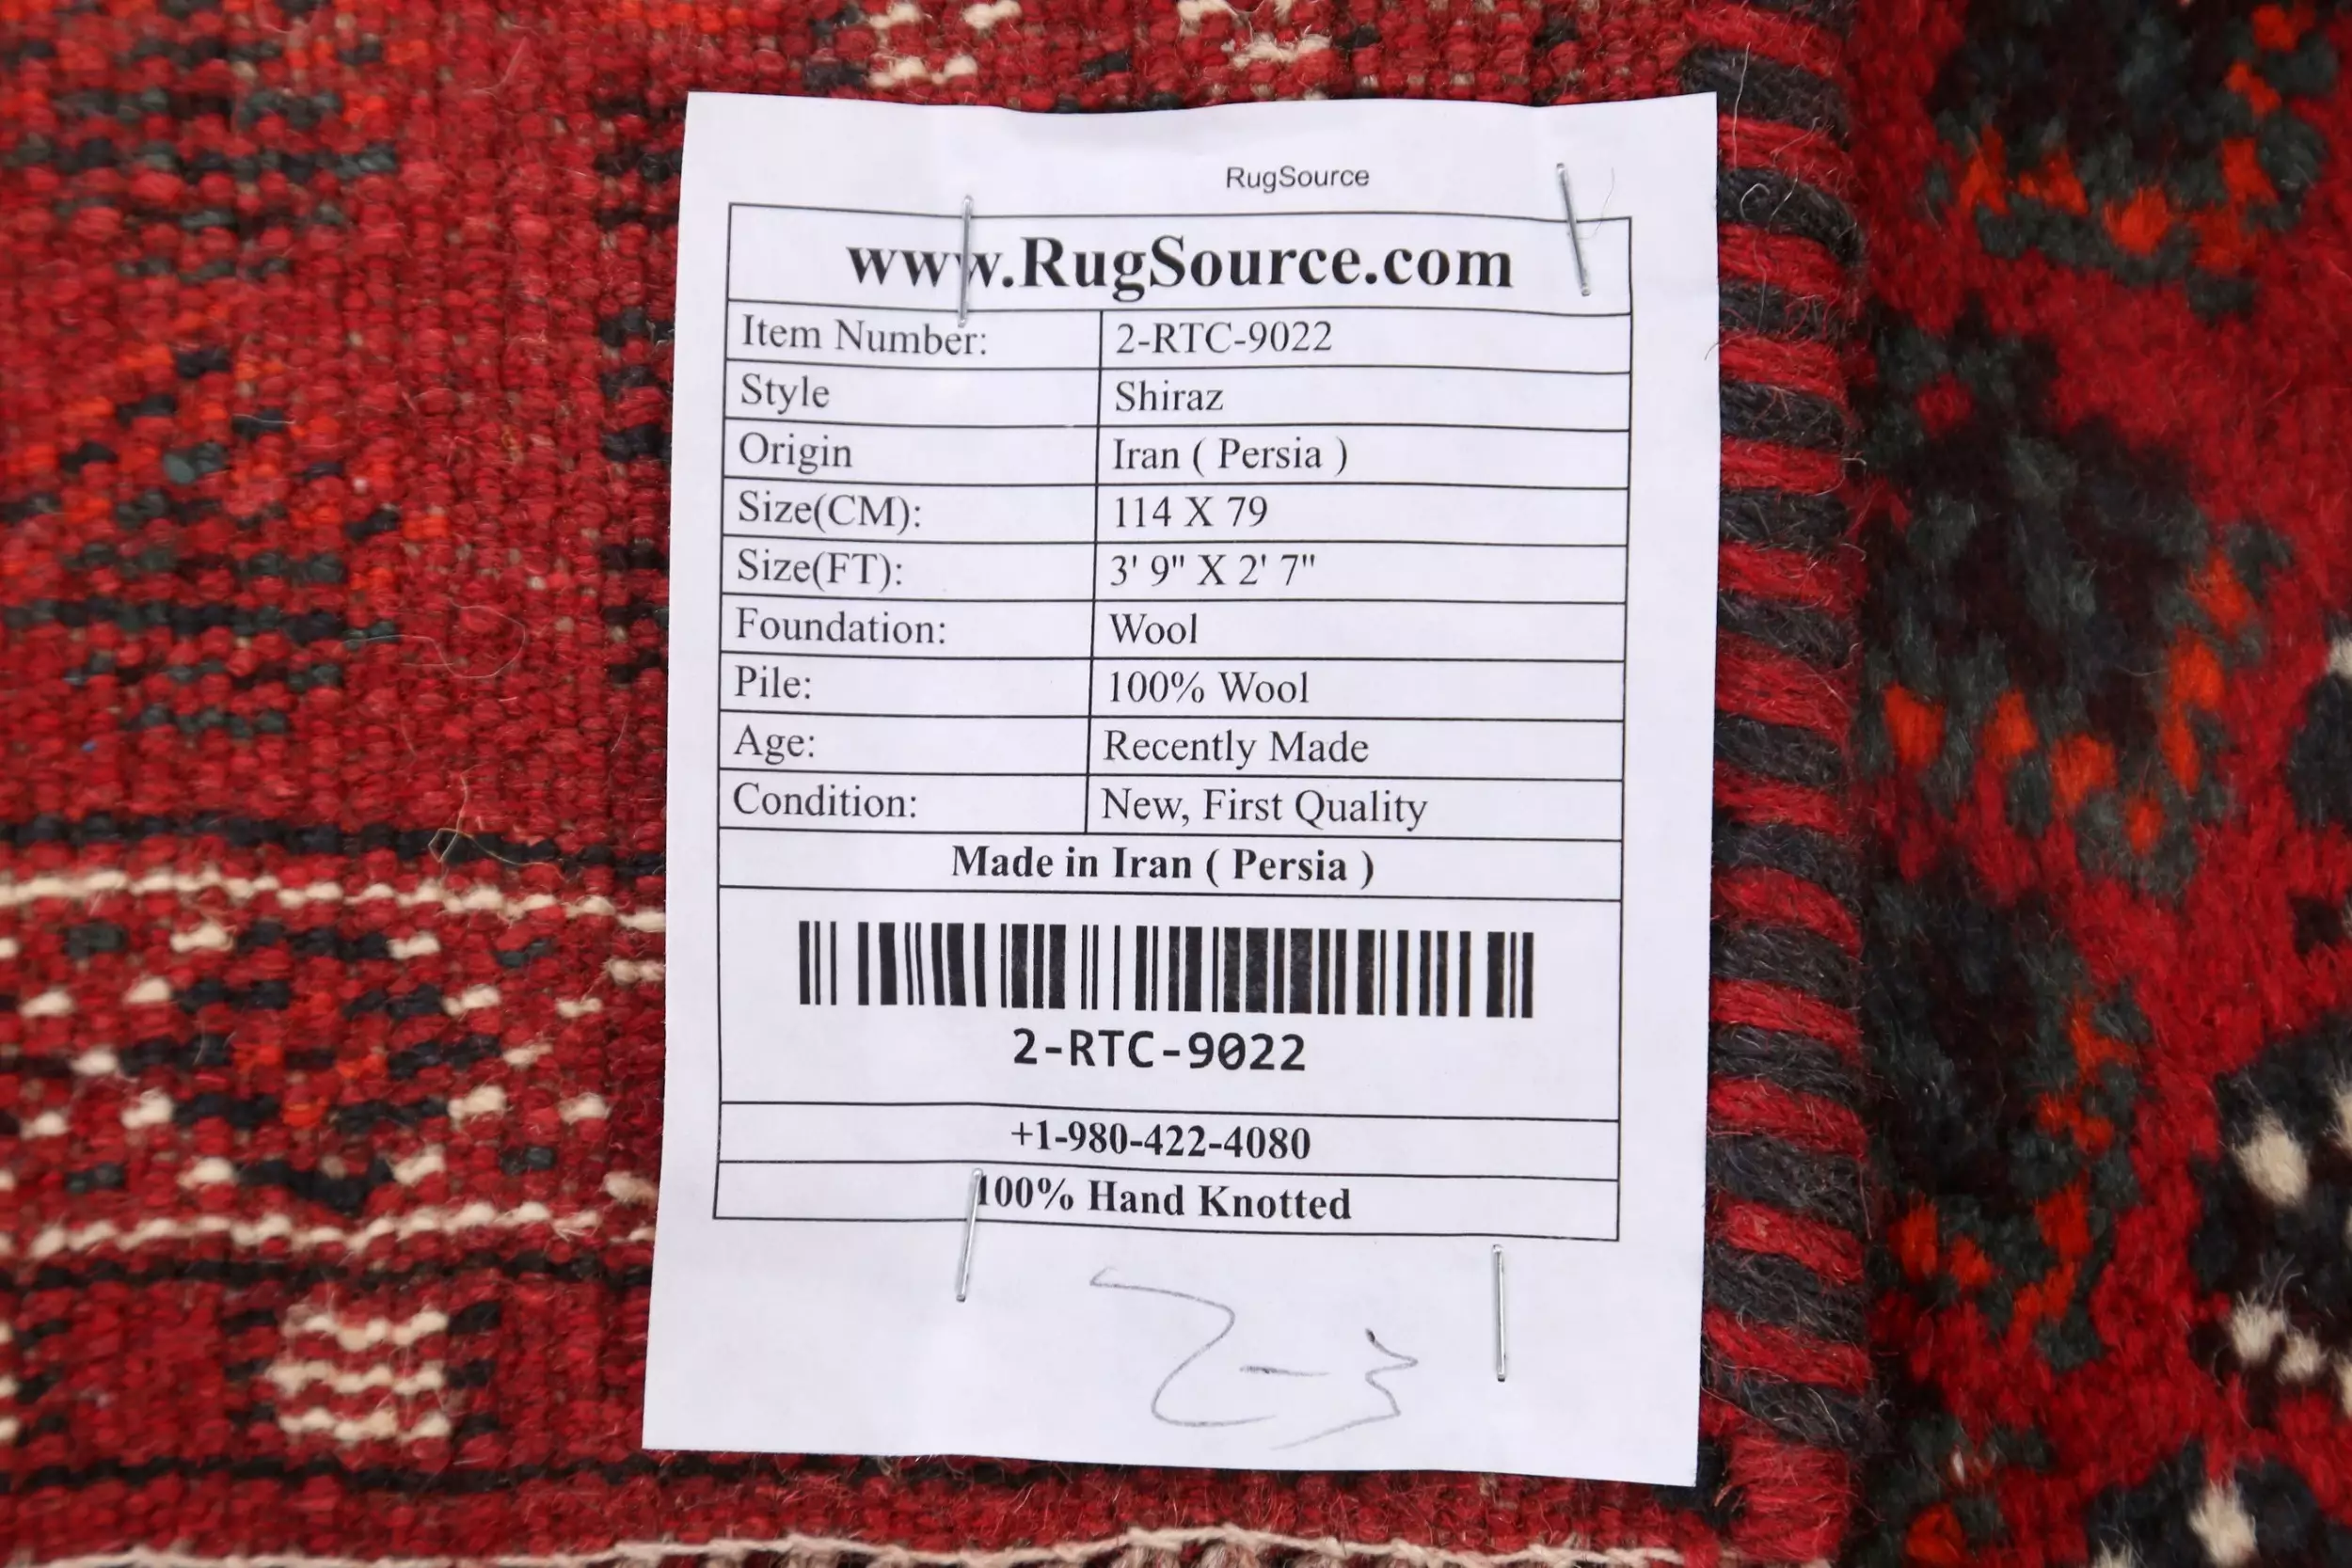 RugSource
www.RugSource.com
Item Number: 2-RTC-9022
Style Shiraz
Origin Iran ( Persia )
Size(CM): 114 X 79
Size(FT): 3' 9" X 2' 7"
Foundation: Wool
Pile: 100% Wool
Age: Recently Made
Condition: New, First Quality
Made in Iran ( Persia )
2-RTC-9022
+1-980-422-4080
100% Hand Knotted
2-3